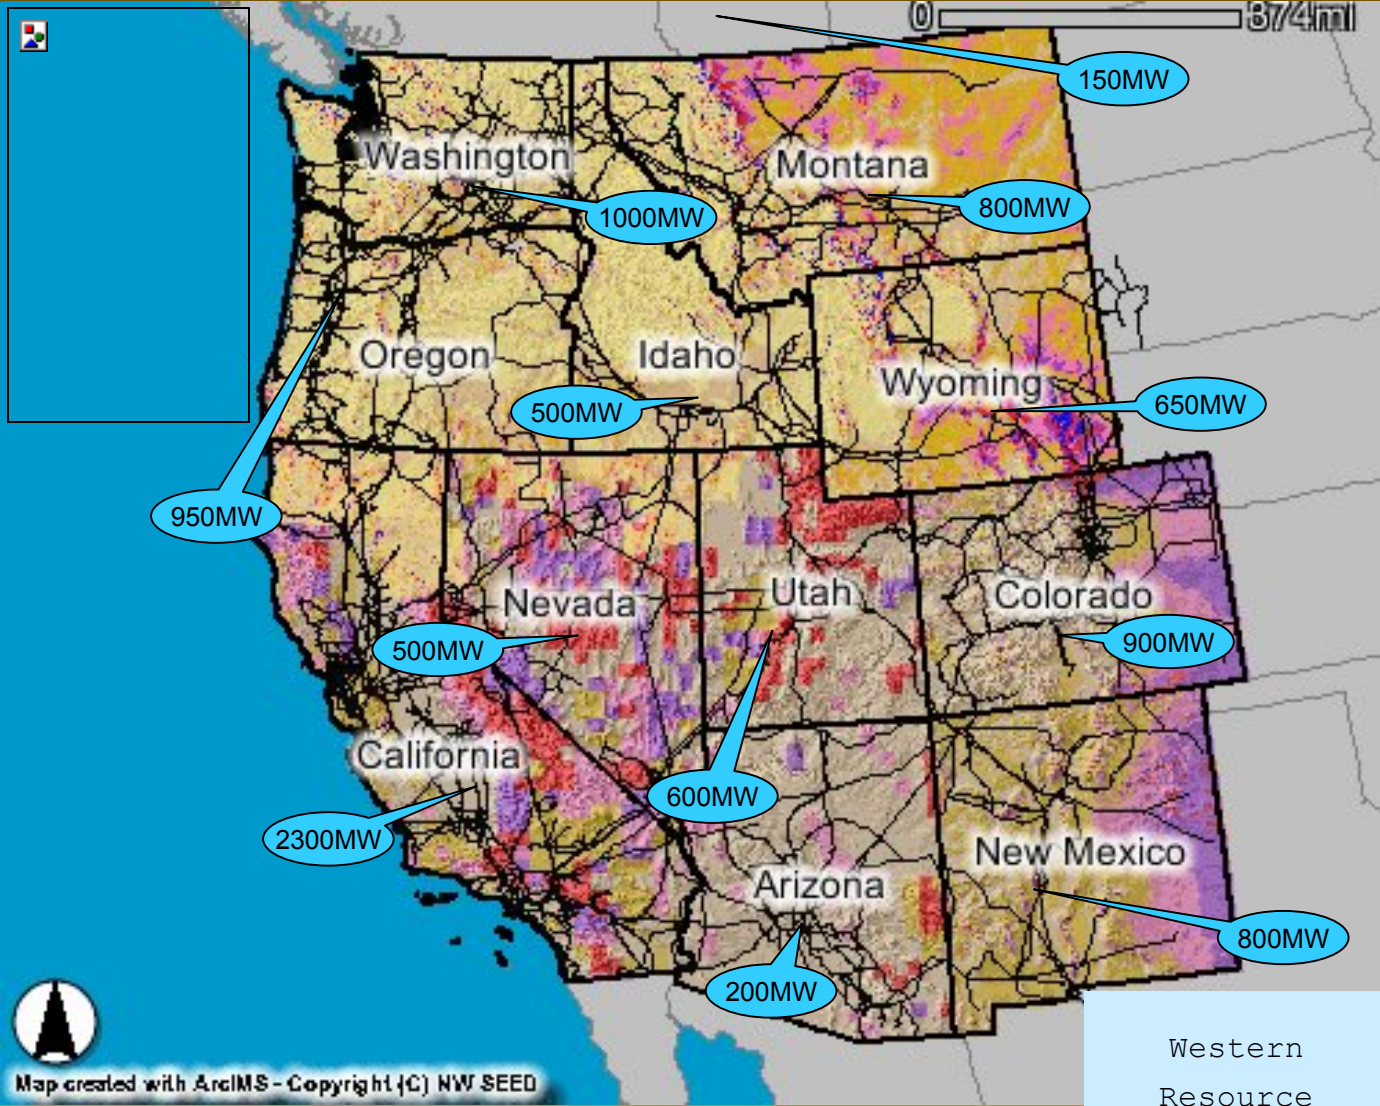 0 374mi
150MW
Washington
Montana
1000MW
800MW
Oregon
Idaho
Wyoming
500MW
650MW
950MW
Nevada
Utah
Colorado
500MW
900MW
California
600MW
2300MW
New Mexico
Arizona
800MW
200MW
Western
Resource
Map created with ArcIMS - Copyright (C) NW SEED